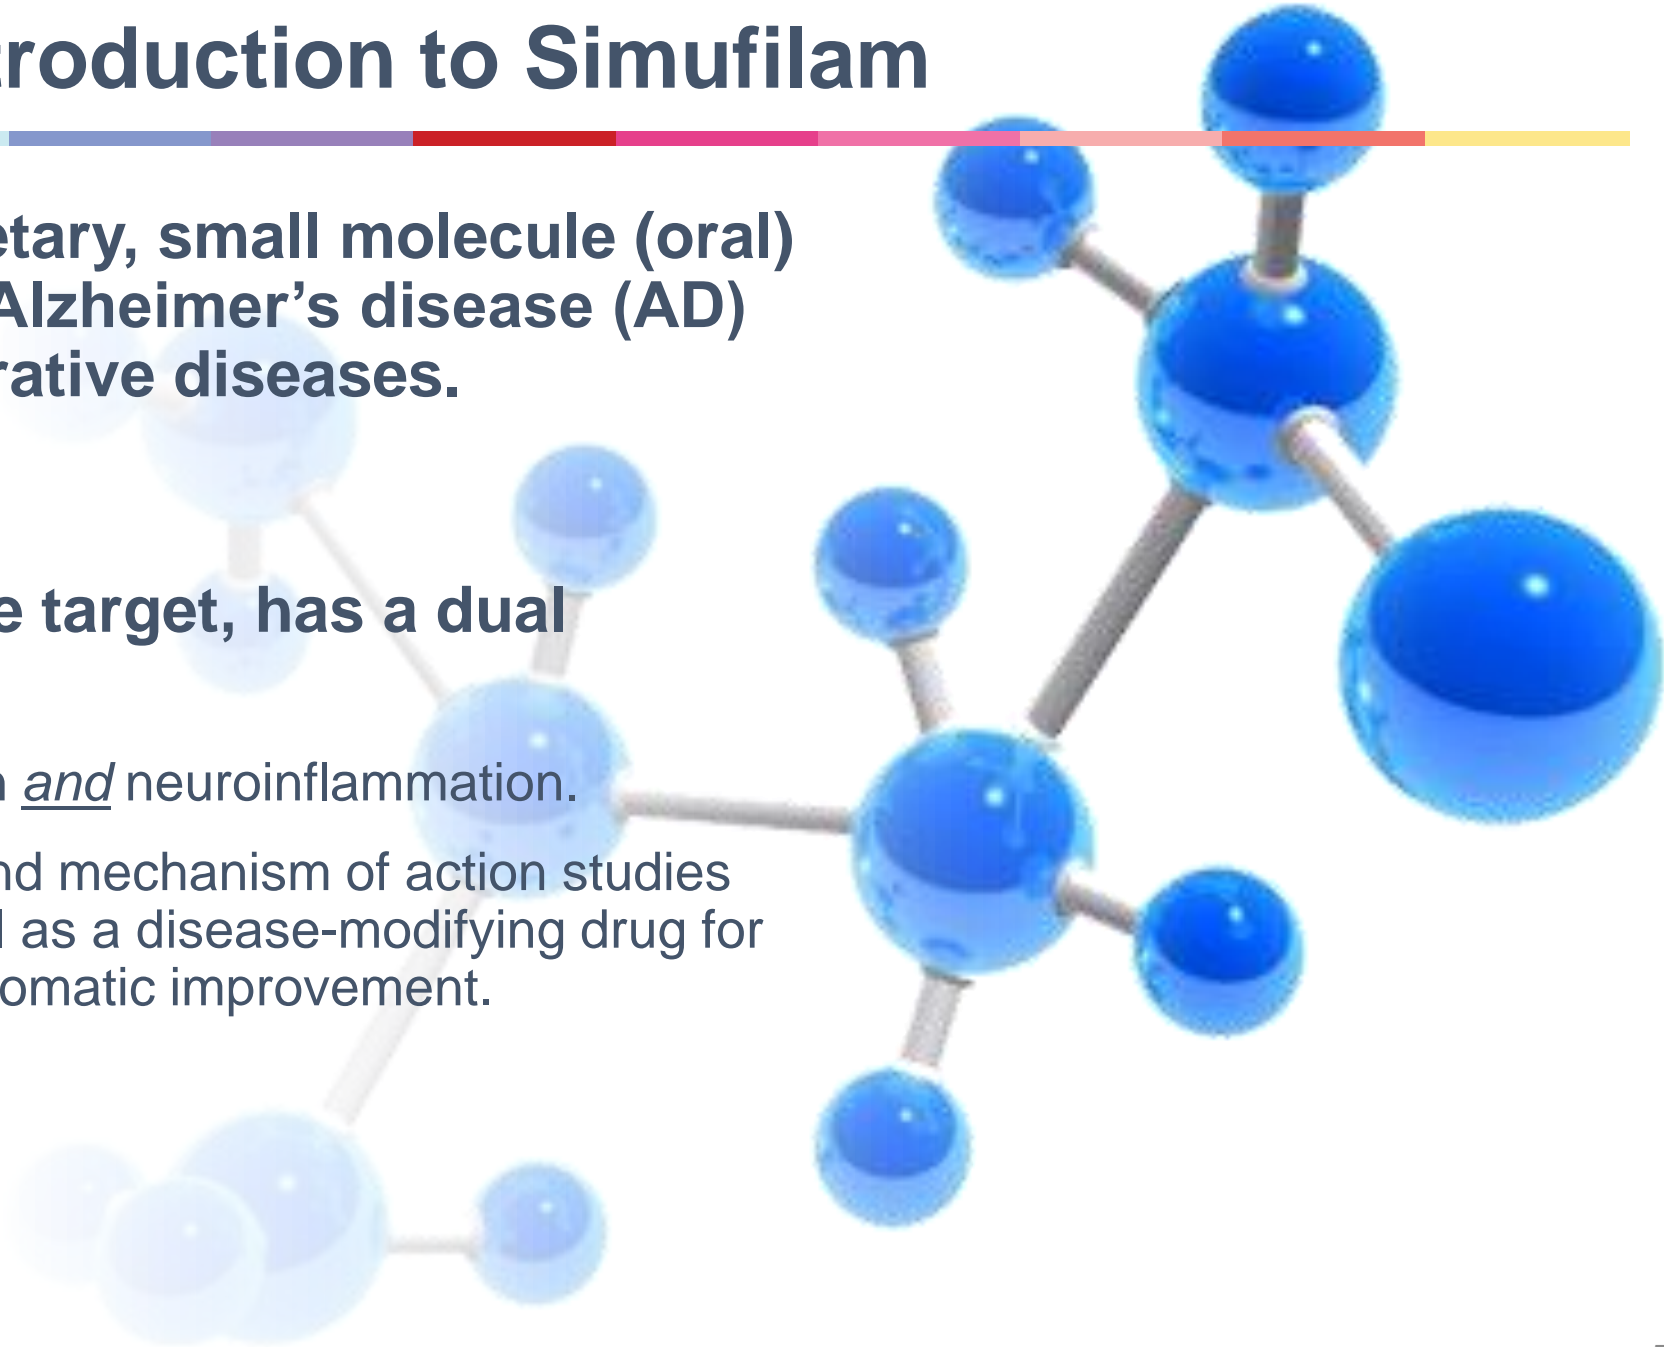 troduction to Simufilam
etary, small molecule (oral)
Alzheimer’s disease (AD)
rative diseases.
e target, has a dual
n and neuroinflammation.
nd mechanism of action studies
l as a disease-modifying drug for
omatic improvement.